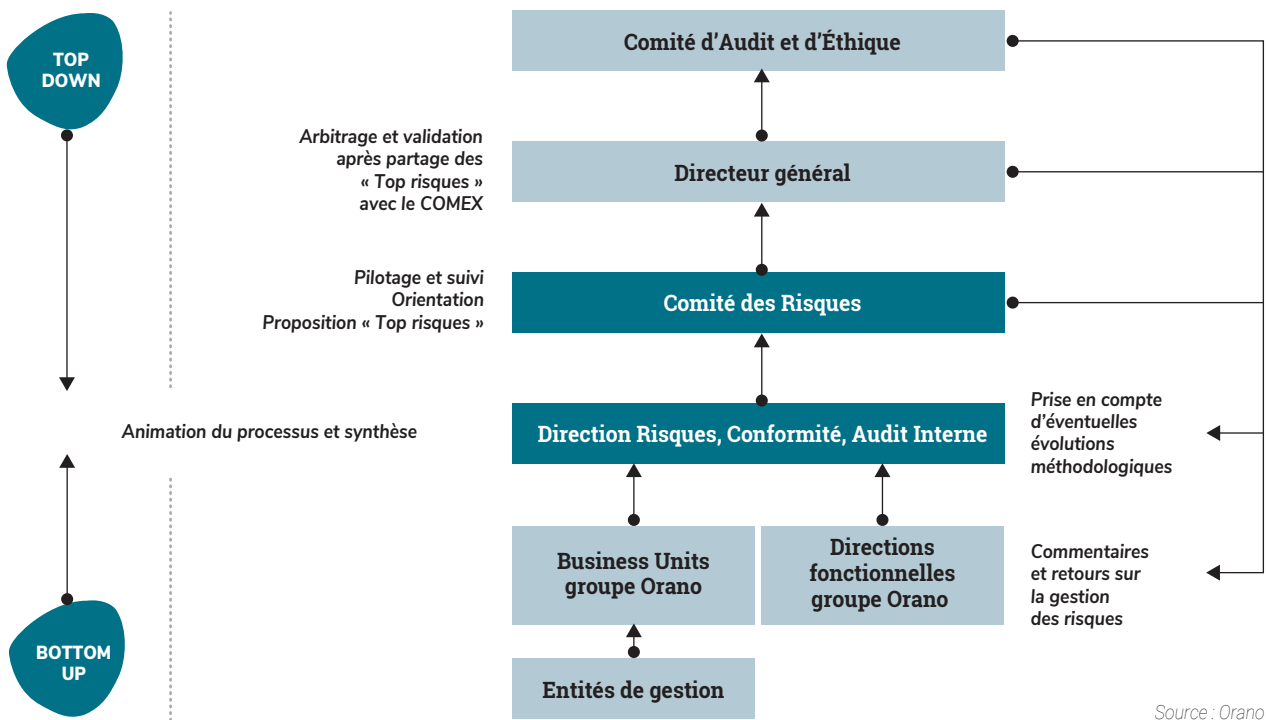 TOP
DOWN
Comité d'Audit et d'Éthique
Arbitrage et validation
après partage des
« Top risques »
avec le COMEX
Directeur général
Pilotage et suivi
Orientation
Proposition « Top risques »
Comité des Risques
Animation du processus et synthèse
Direction Risques, Conformité, Audit Interne
Prise en compte
d'éventuelles
évolutions
méthodologiques
Business Units
groupe Orano
Directions
fonctionnelles
groupe Orano
Commentaires
et retours sur
la gestion
des risques
BOTTOM
UP
Entités de gestion
Source : Orano